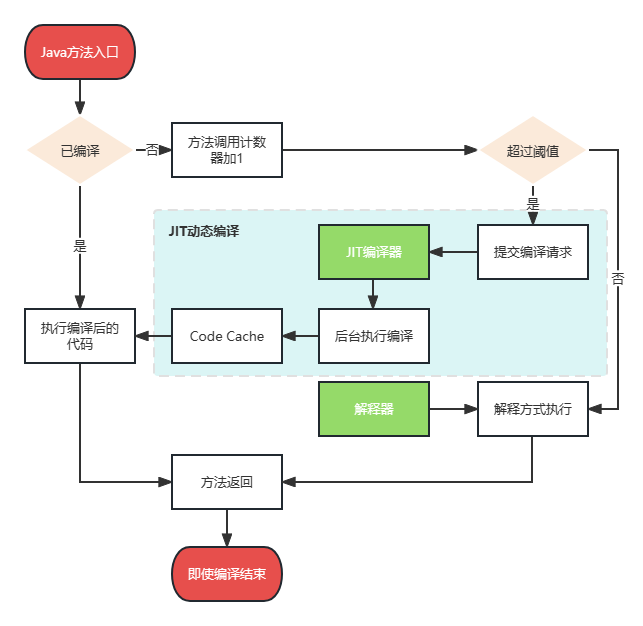 Java方法入口
已编译
否
方法调用计数
器加1
超过阈值
是
是
否
JIT动态编译
JIT编译器
提交编译请求
执行编译后的
代码
Code Cache
后台执行编译
解释器
解释方式执行
方法返回
即使编译结束